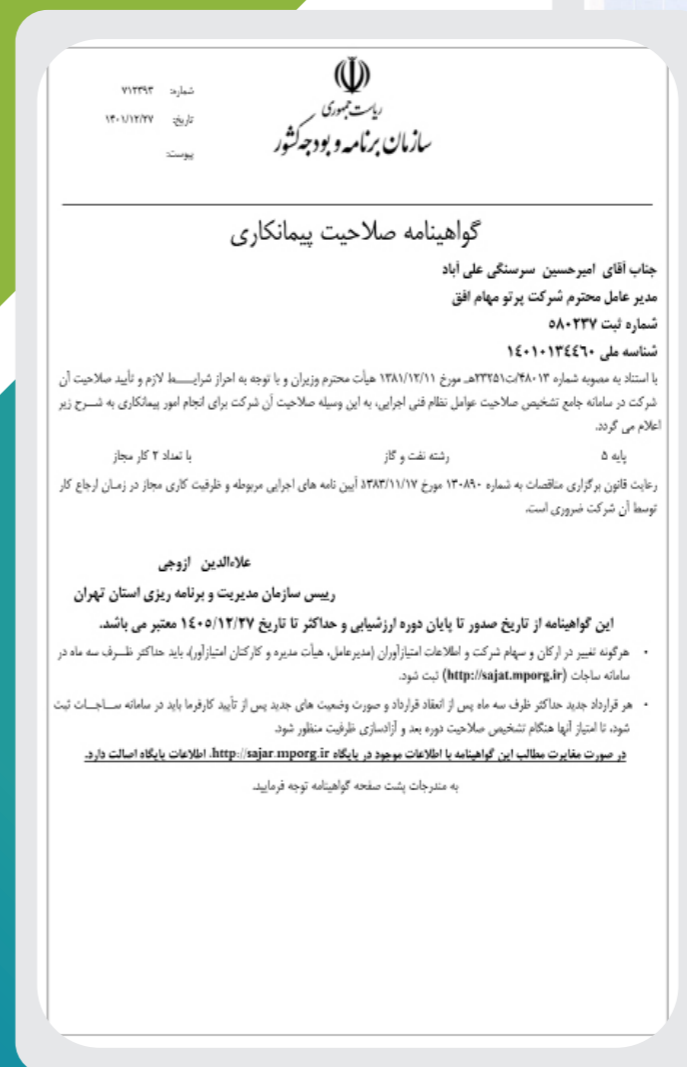 ریاست جمهوری
سازمان برنامه و بودجه کشور
شماره: ۷۱۳۳۹۳
تاریخ: ۱۴۰۱/۱۲/۲۷
پیوست:
گواهینامه صلاحیت پیمانکاری
جناب آقای امیرحسین سرسنگی علی آباد
مدیر عامل محترم شرکت پرتو مهام افق
شماره ثبت ۵۸۰۲۳۷
شناسه ملی ۱۴۰۱۰۱۳۴۴۶۰
با استناد به مصوبه شماره ۴۸۰۱۳/ت۲۳۲۵۱هـ مورخ ۱۳۸۱/۱۲/۱۱ هیأت محترم وزیران و با توجه به احراز شرایـــط لازم و تأیید صلاحیت آن
شرکت در سامانه جامع تشخیص صلاحیت عوامل نظام فنی اجرایی، به این وسیله صلاحیت آن شرکت برای انجام امور پیمانکاری به شـــرح زیر
اعلام می گردد.
پایه ۵ رشته نفت و گاز با تعداد ۲ کار مجاز
رعایت قانون برگزاری مناقصات به شماره ۱۳۰۸۹۰ مورخ ۱۳۸۳/۱۱/۱۷ آیین نامه های اجرایی مربوطه و ظرفیت کاری مجاز در زمـان ارجاع کار
توسط آن شرکت ضروری است.
علاءالدین ازوجی
رییس سازمان مدیریت و برنامه ریزی استان تهران
این گواهینامه از تاریخ صدور تا پایان دوره ارزشیابی و حداکثر تا تاریخ ۱۴۰۵/۱۲/۲۷ معتبر می باشد.
• هرگونه تغییر در ارکان و سهام شرکت و اطلاعات امتیازآوران (مدیرعامل، هیأت مدیره و کارکنان امتیازآور)، باید حداکثر ظـــرف سه ماه در
سامانه ساجات (http://sajat.mporg.ir) ثبت شود.
• هر قرارداد جدید حداکثر ظرف سه ماه پس از انعقاد قرارداد و صورت وضعیت های جدید پس از تأیید کارفرما باید در سامانه ســاجــات ثبت
شود، تا امتیاز آنها هنگام تشخیص صلاحیت دوره بعد و آزادسازی ظرفیت منظور شود.
در صورت مغایرت مطالب این گواهینامه با اطلاعات موجود در پایگاه http://sajar.mporg.ir، اطلاعات پایگاه اصالت دارد.
به مندرجات پشت صفحه گواهینامه توجه فرمایید.